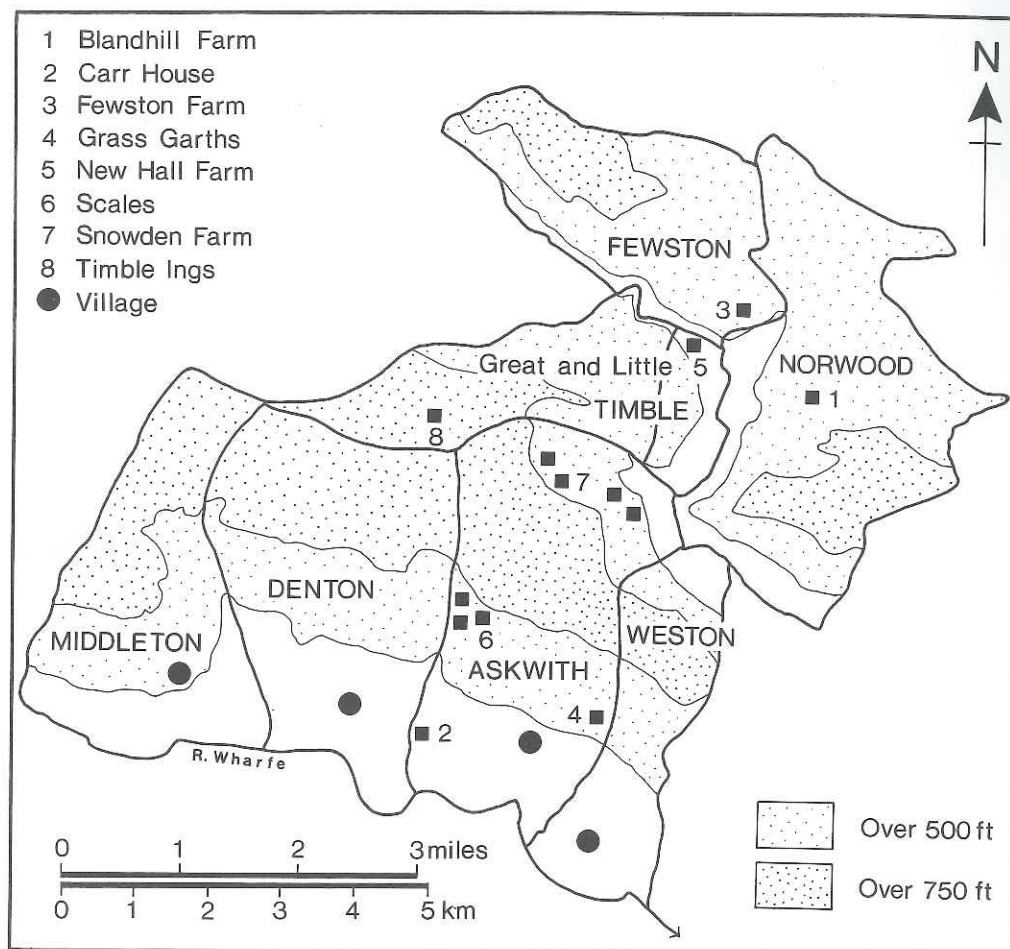 1 Blandhill Farm
2 Carr House
3 Fewston Farm
4 Grass Garths
5 New Hall Farm
6 Scales
7 Snowden Farm
8 Timble Ings
Village
N
FEWSTON
3
5
Great and Little
TIMBLE
NORWOOD
1
8
7
DENTON
MIDDLETON
6
WESTON
ASKWITH
4
2
R. Wharfe
0 1 2 3 miles
0 1 2 3 4 5 km
Over 500 ft
Over 750 ft